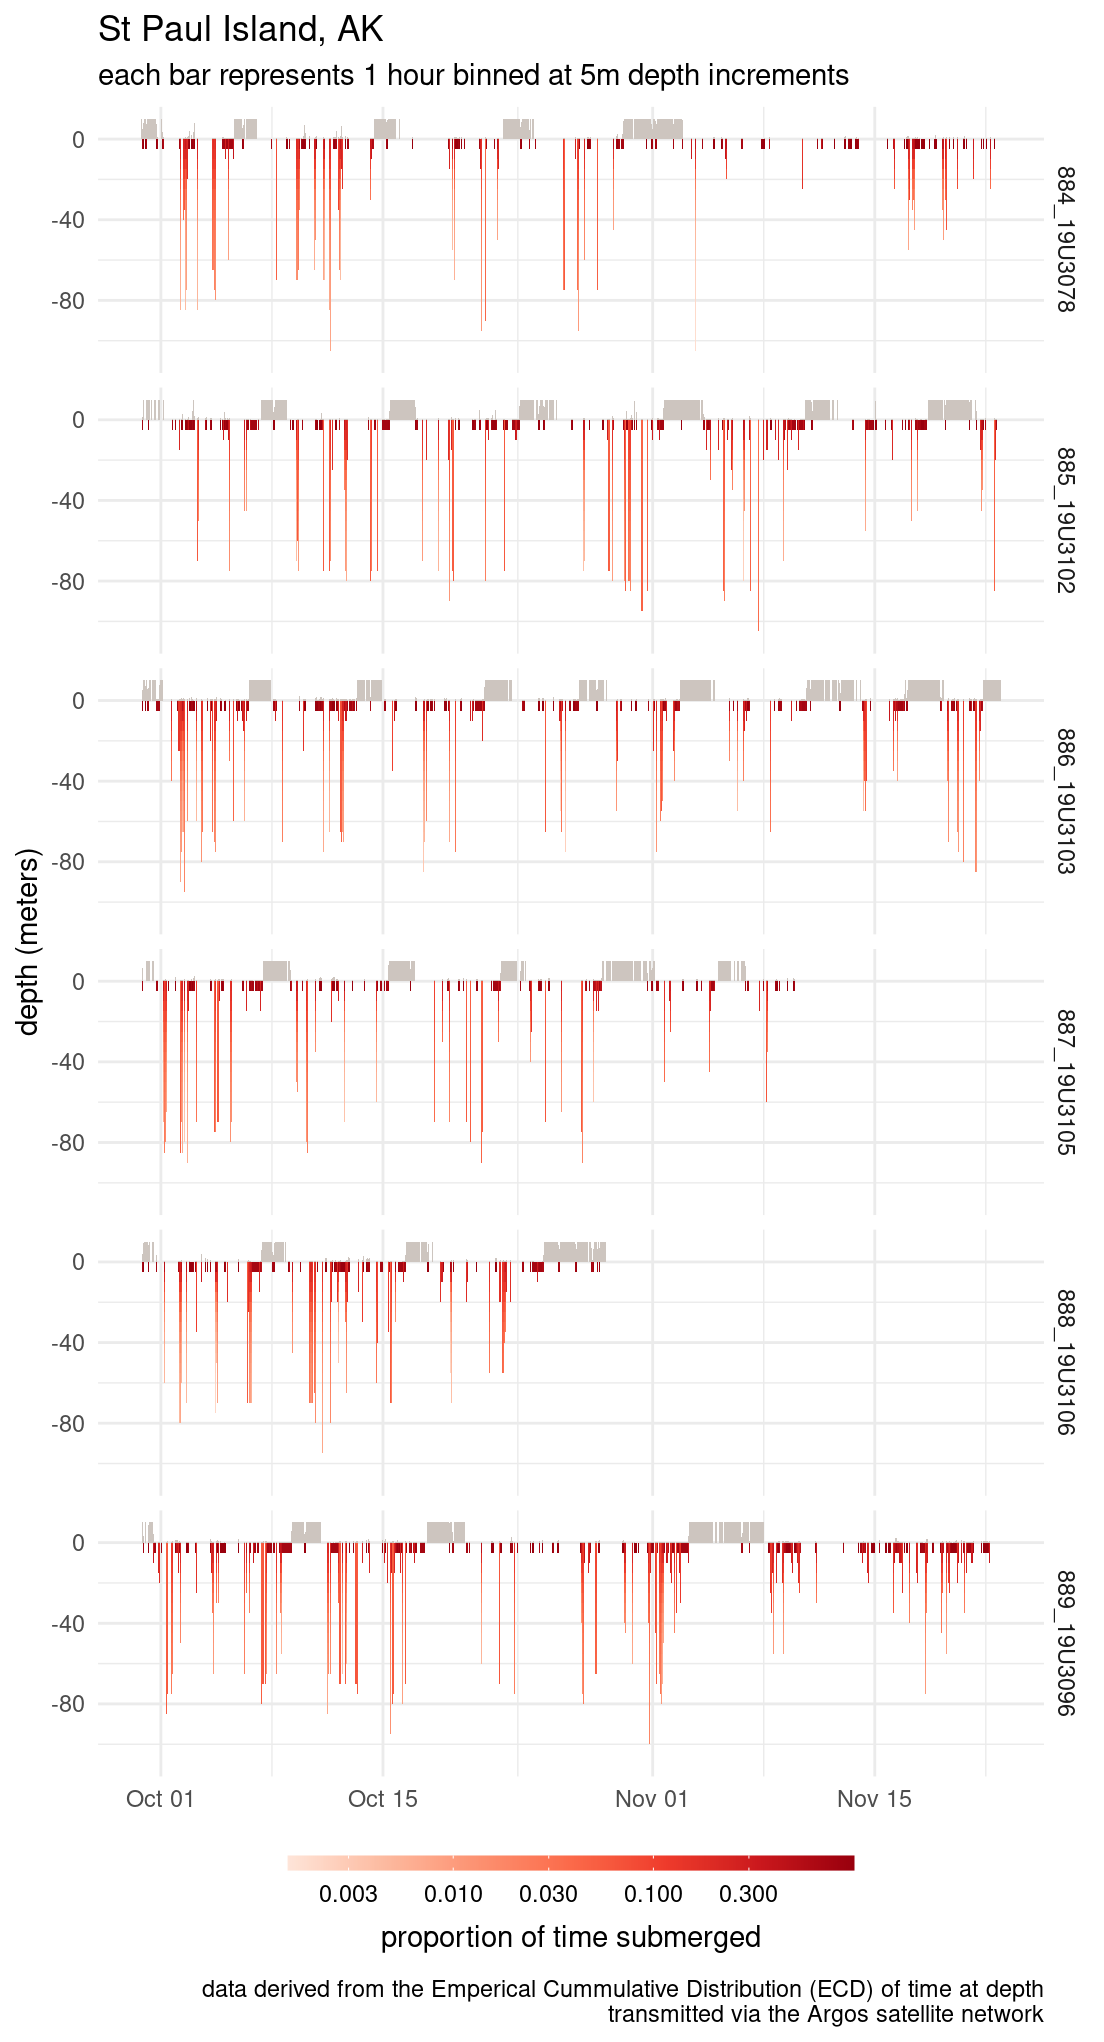 St Paul Island, AK
each bar represents 1 hour binned at 5m depth increments
depth (meters)
0
-40
-80
884_19U3078
0
-40
-80
885_19U3102
0
-40
-80
886_19U3103
0
-40
-80
887_19U3105
0
-40
-80
888_19U3106
0
-40
-80
889_19U3096
Oct 01 Oct 15 Nov 01 Nov 15
0.003 0.010 0.030 0.100 0.300
proportion of time submerged
data derived from the Emperical Cummulative Distribution (ECD) of time at depth
transmitted via the Argos satellite network